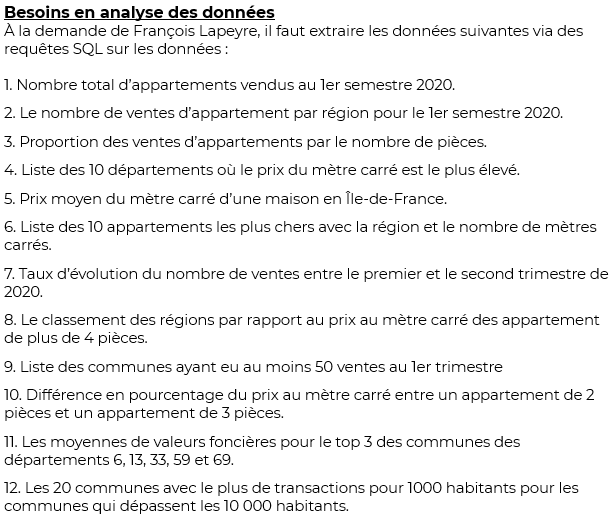 Besoins en analyse des données
À la demande de François Lapeyre, il faut extraire les données suivantes via des
requêtes SQL sur les données :
1. Nombre total d’appartements vendus au 1er semestre 2020.
2. Le nombre de ventes d’appartement par région pour le 1er semestre 2020.
3. Proportion des ventes d’appartements par le nombre de pièces.
4. Liste des 10 départements où le prix du mètre carré est le plus élevé.
5. Prix moyen du mètre carré d’une maison en Île-de-France.
6. Liste des 10 appartements les plus chers avec la région et le nombre de mètres
carrés.
7. Taux d’évolution du nombre de ventes entre le premier et le second trimestre de
2020.
8. Le classement des régions par rapport au prix au mètre carré des appartement
de plus de 4 pièces.
9. Liste des communes ayant eu au moins 50 ventes au 1er trimestre
10. Différence en pourcentage du prix au mètre carré entre un appartement de 2
pièces et un appartement de 3 pièces.
11. Les moyennes de valeurs foncières pour le top 3 des communes des
départements 6, 13, 33, 59 et 69.
12. Les 20 communes avec le plus de transactions pour 1000 habitants pour les
communes qui dépassent les 10 000 habitants.